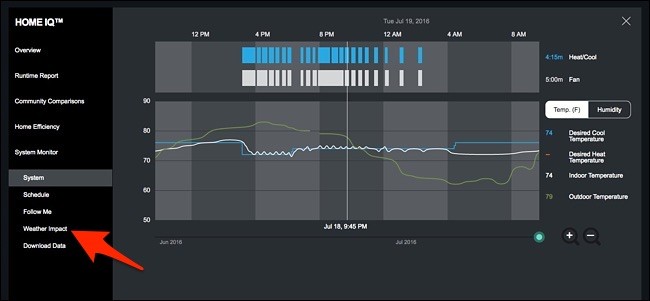 HOME IQ™
Tue Jul 19, 2016
12 PM 4 PM 8 PM 12 AM 4 AM 8 AM
Overview
Runtime Report
Community Comparisons
Home Efficiency
System Monitor
System
Schedule
Follow Me
Weather Impact
Download Data
4:15m Heat/Cool
5:00m Fan
90
80
70
60
50
Temp. (F) Humidity
74 Desired Cool
Temperature
– Desired Heat
Temperature
74 Indoor Temperature
79 Outdoor Temperature
Jul 18, 9:45 PM
Jun 2016 Jul 2016